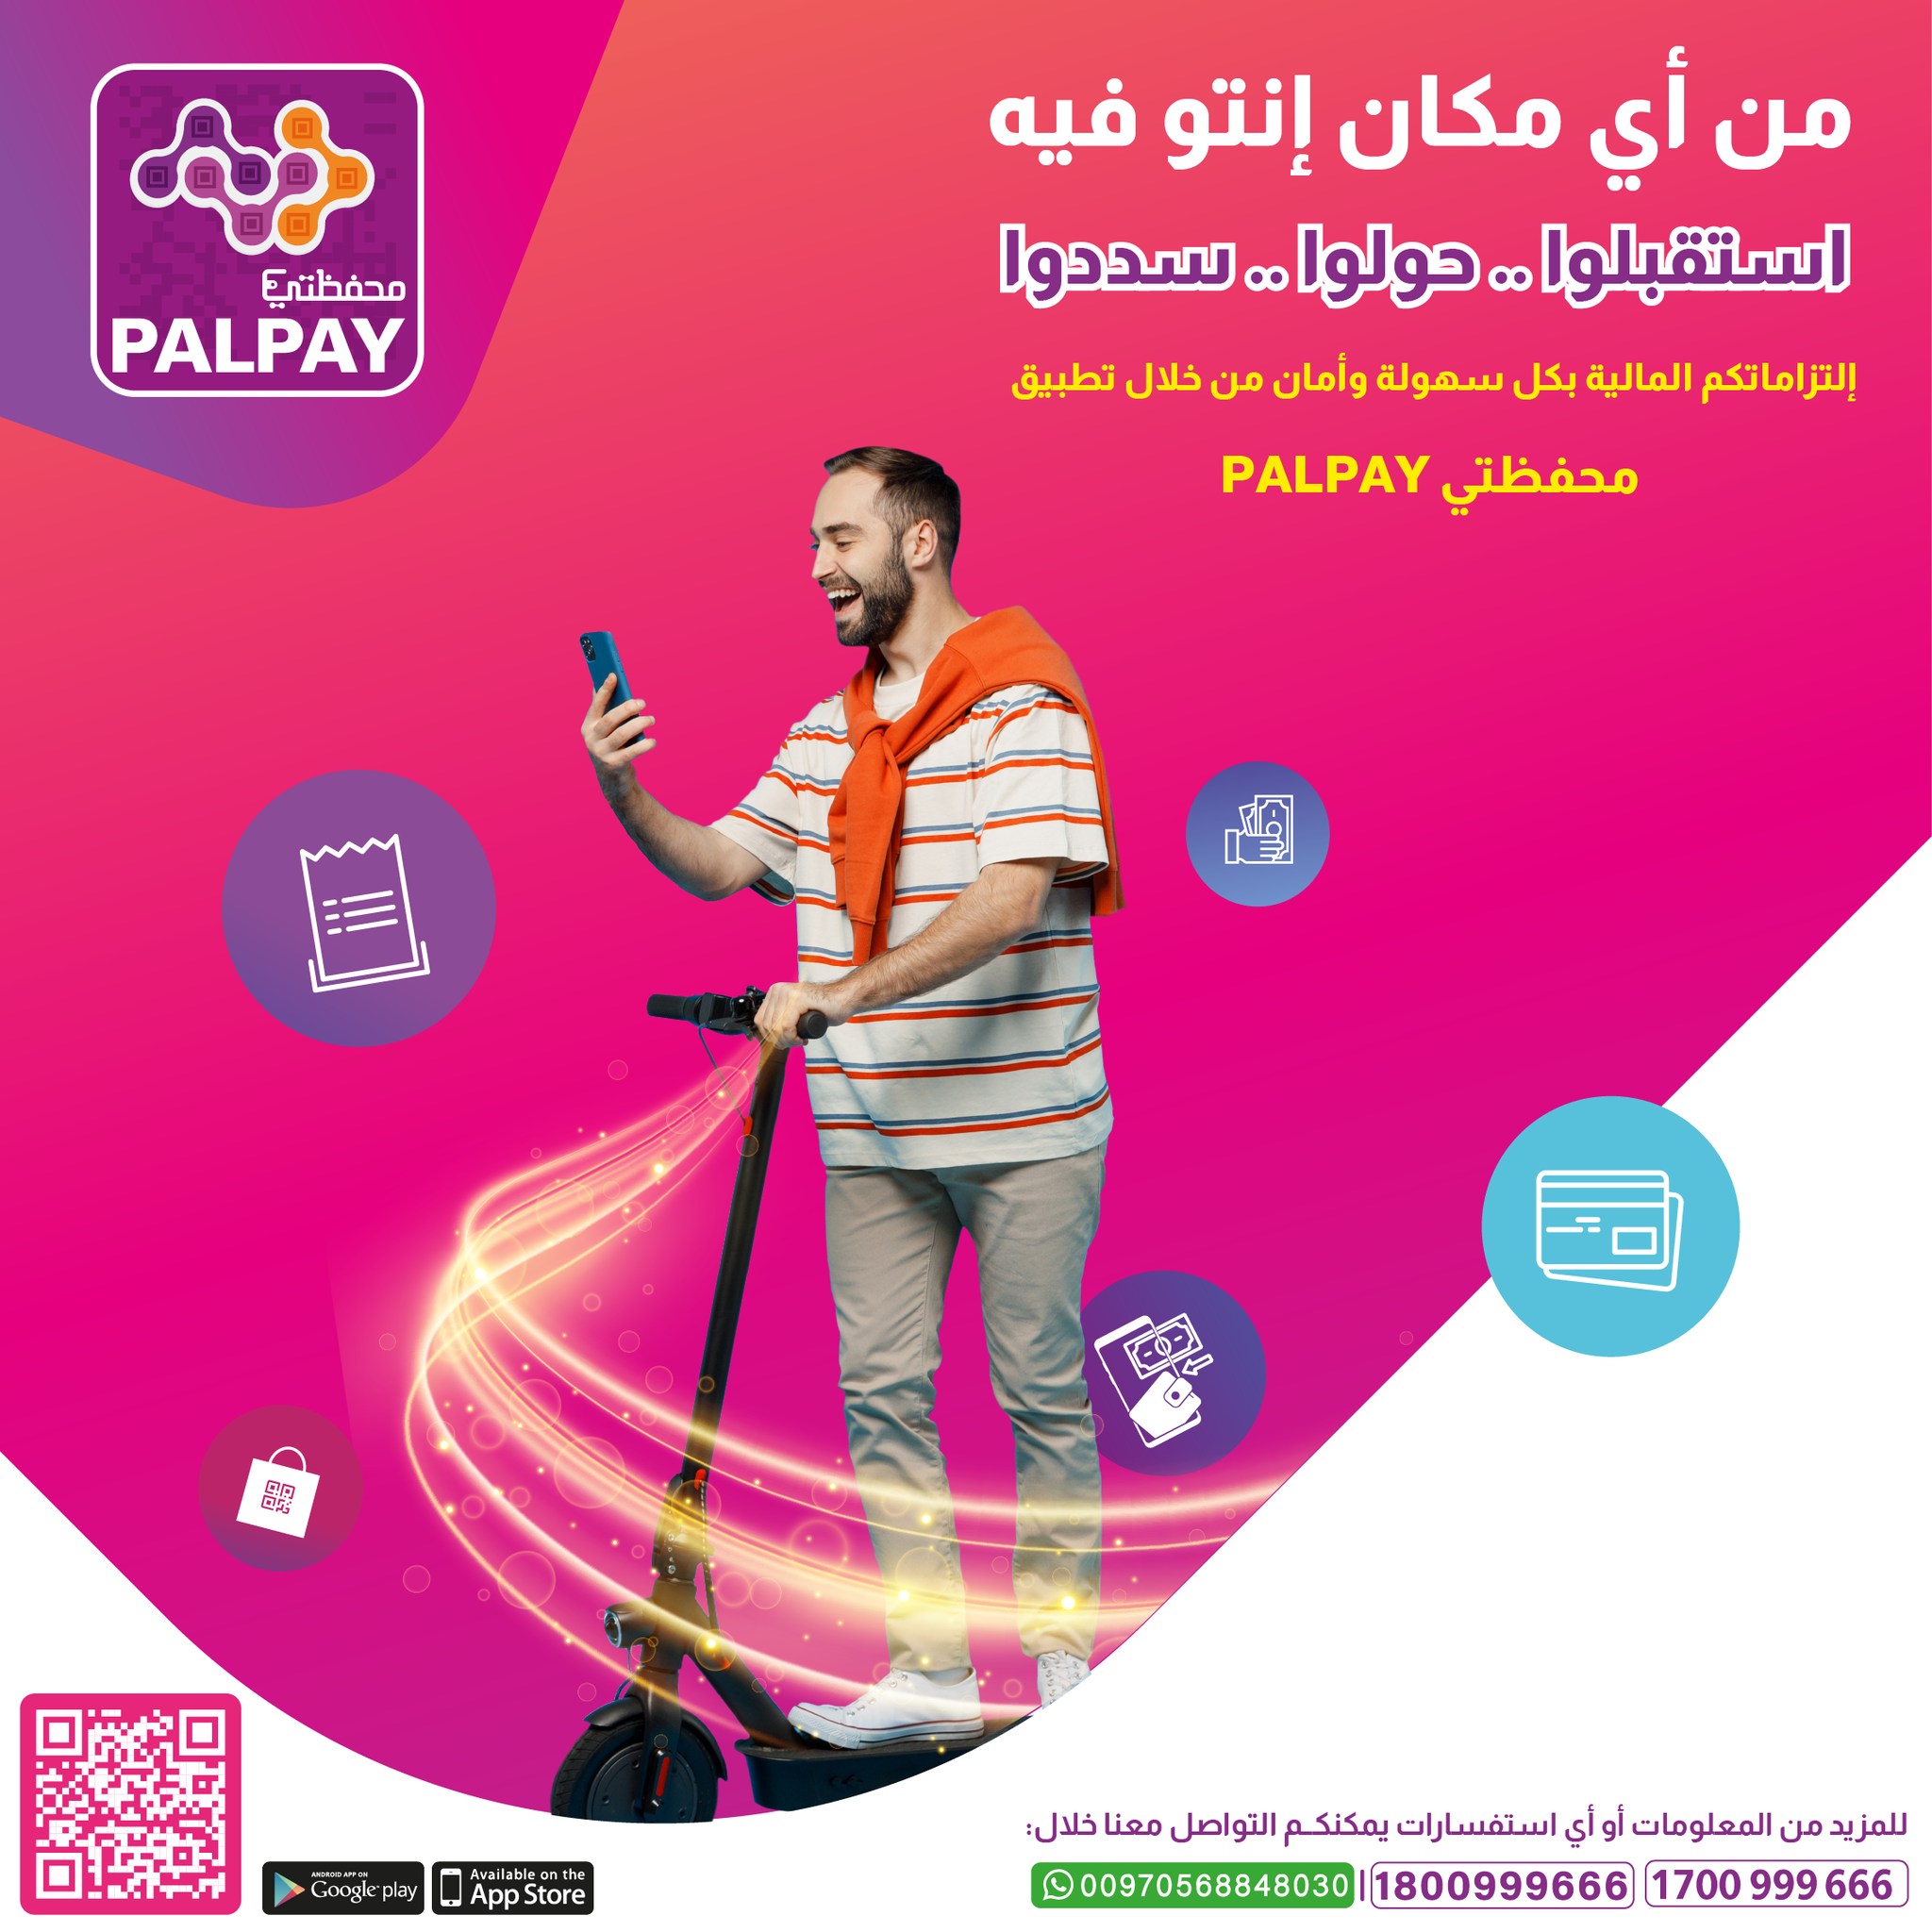 محفظتي
PALPAY
من أي مكان إنتو فيه
استقبلوا .. حولوا .. سددوا
إلتزاماتكم المالية بكل سهولة وأمان من خلال تطبيق
محفظتي PALPAY
للمزيد من المعلومات أو أي استفسارات يمكنكـم التواصل معنا خلال:
1700 999 666
1800999666 | 00970568848030
ANDROID APP ON
Google play
Available on the
App Store